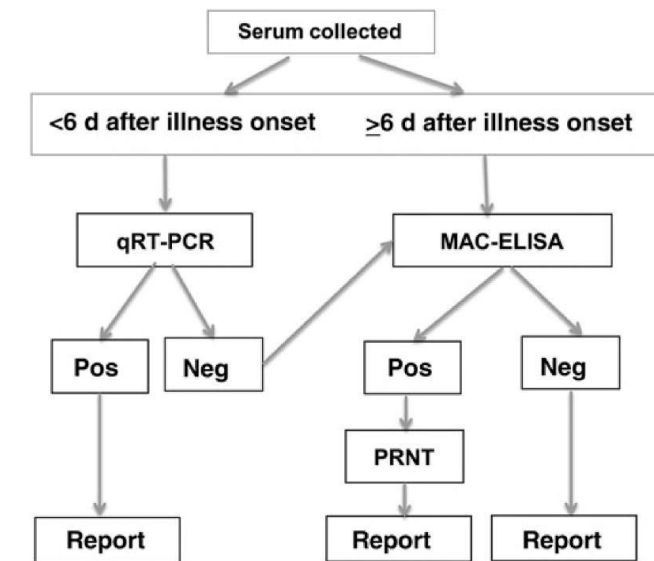 Serum collected
<6 d after illness onset
≥6 d after illness onset
qRT-PCR
MAC-ELISA
Pos
Neg
Pos
Neg
PRNT
Report
Report
Report